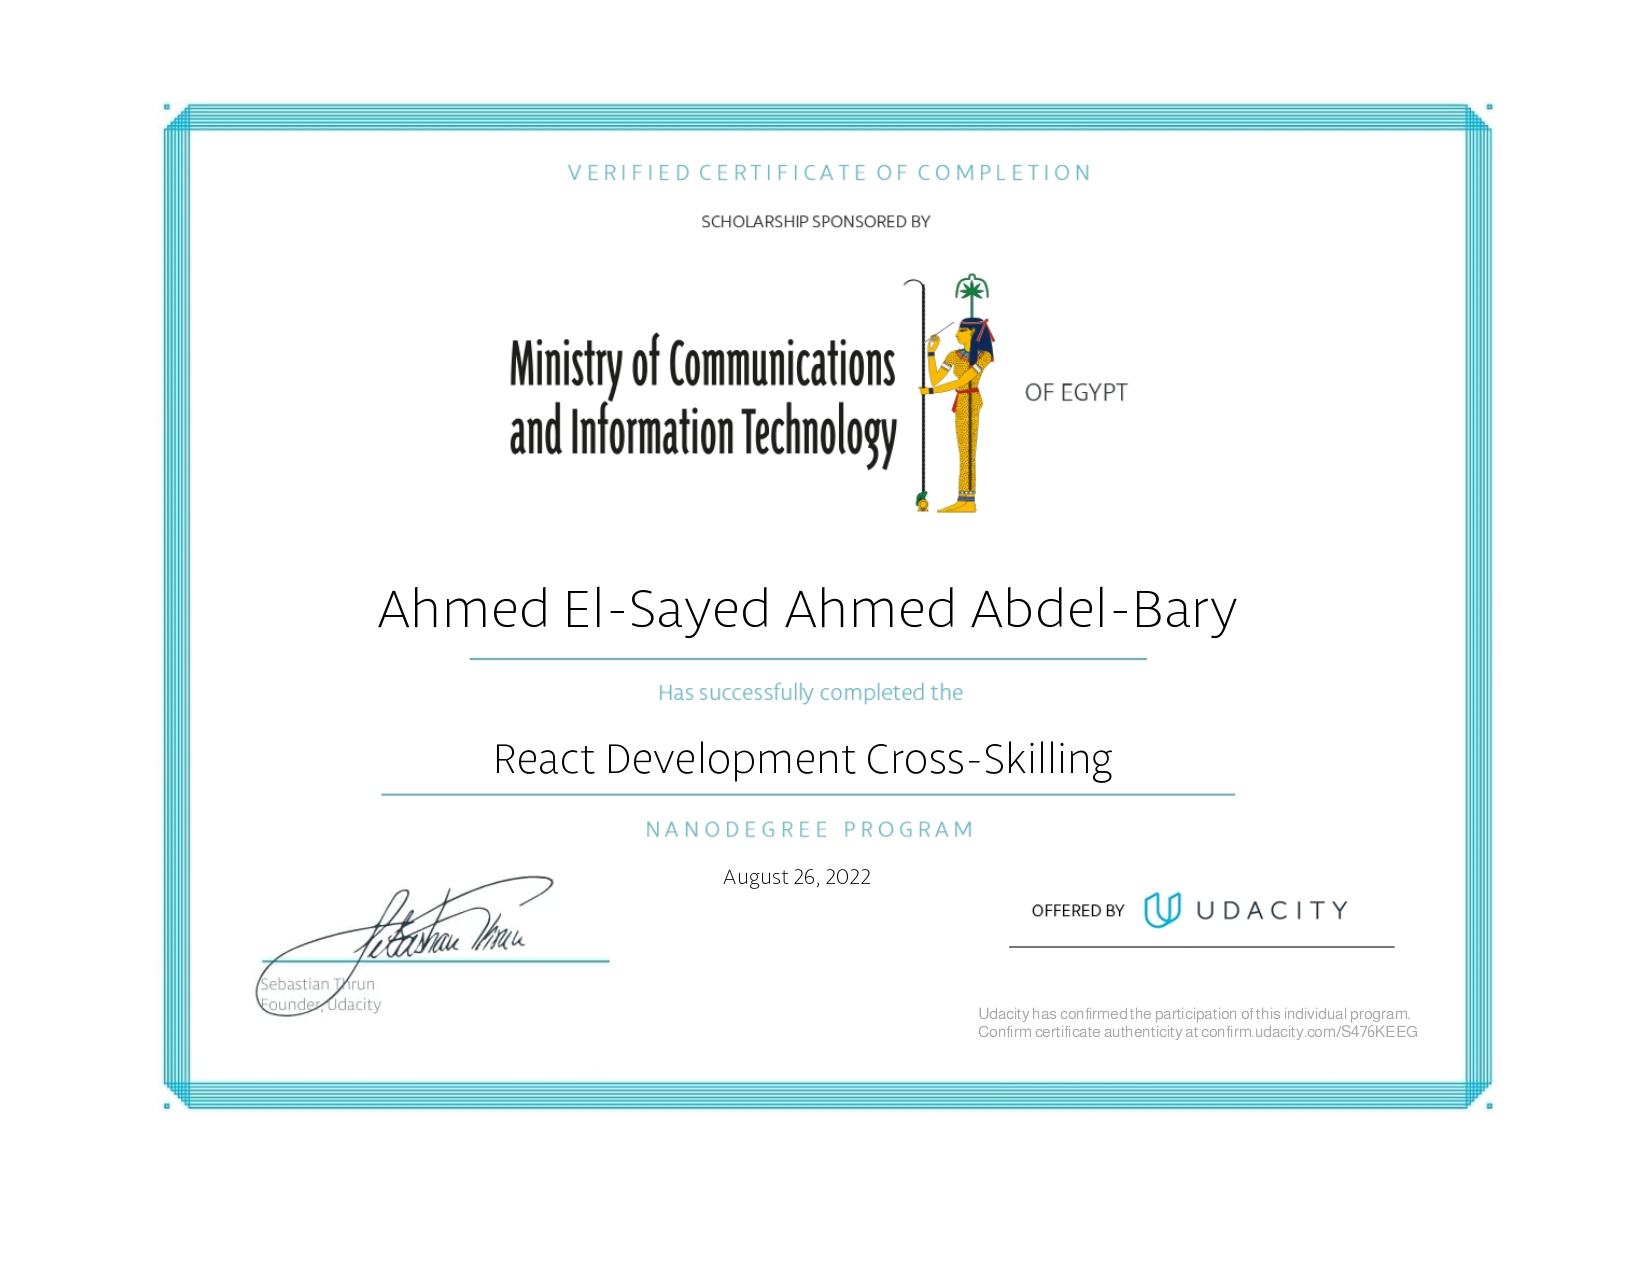 VERIFIED CERTIFICATE OF COMPLETION
SCHOLARSHIP SPONSORED BY
Ministry of Communications
and Information Technology
OF EGYPT
Ahmed El-Sayed Ahmed Abdel-Bary
Has successfully completed the
React Development Cross-Skilling
NANODEGREE PROGRAM
August 26, 2022
Sebastian Thrun
Sebastian Thrun
Founder, Udacity
OFFERED BY UDACITY
Udacity has confirmed the participation of this individual program.
Confirm certificate authenticity at confirm.udacity.com/S476KEEG